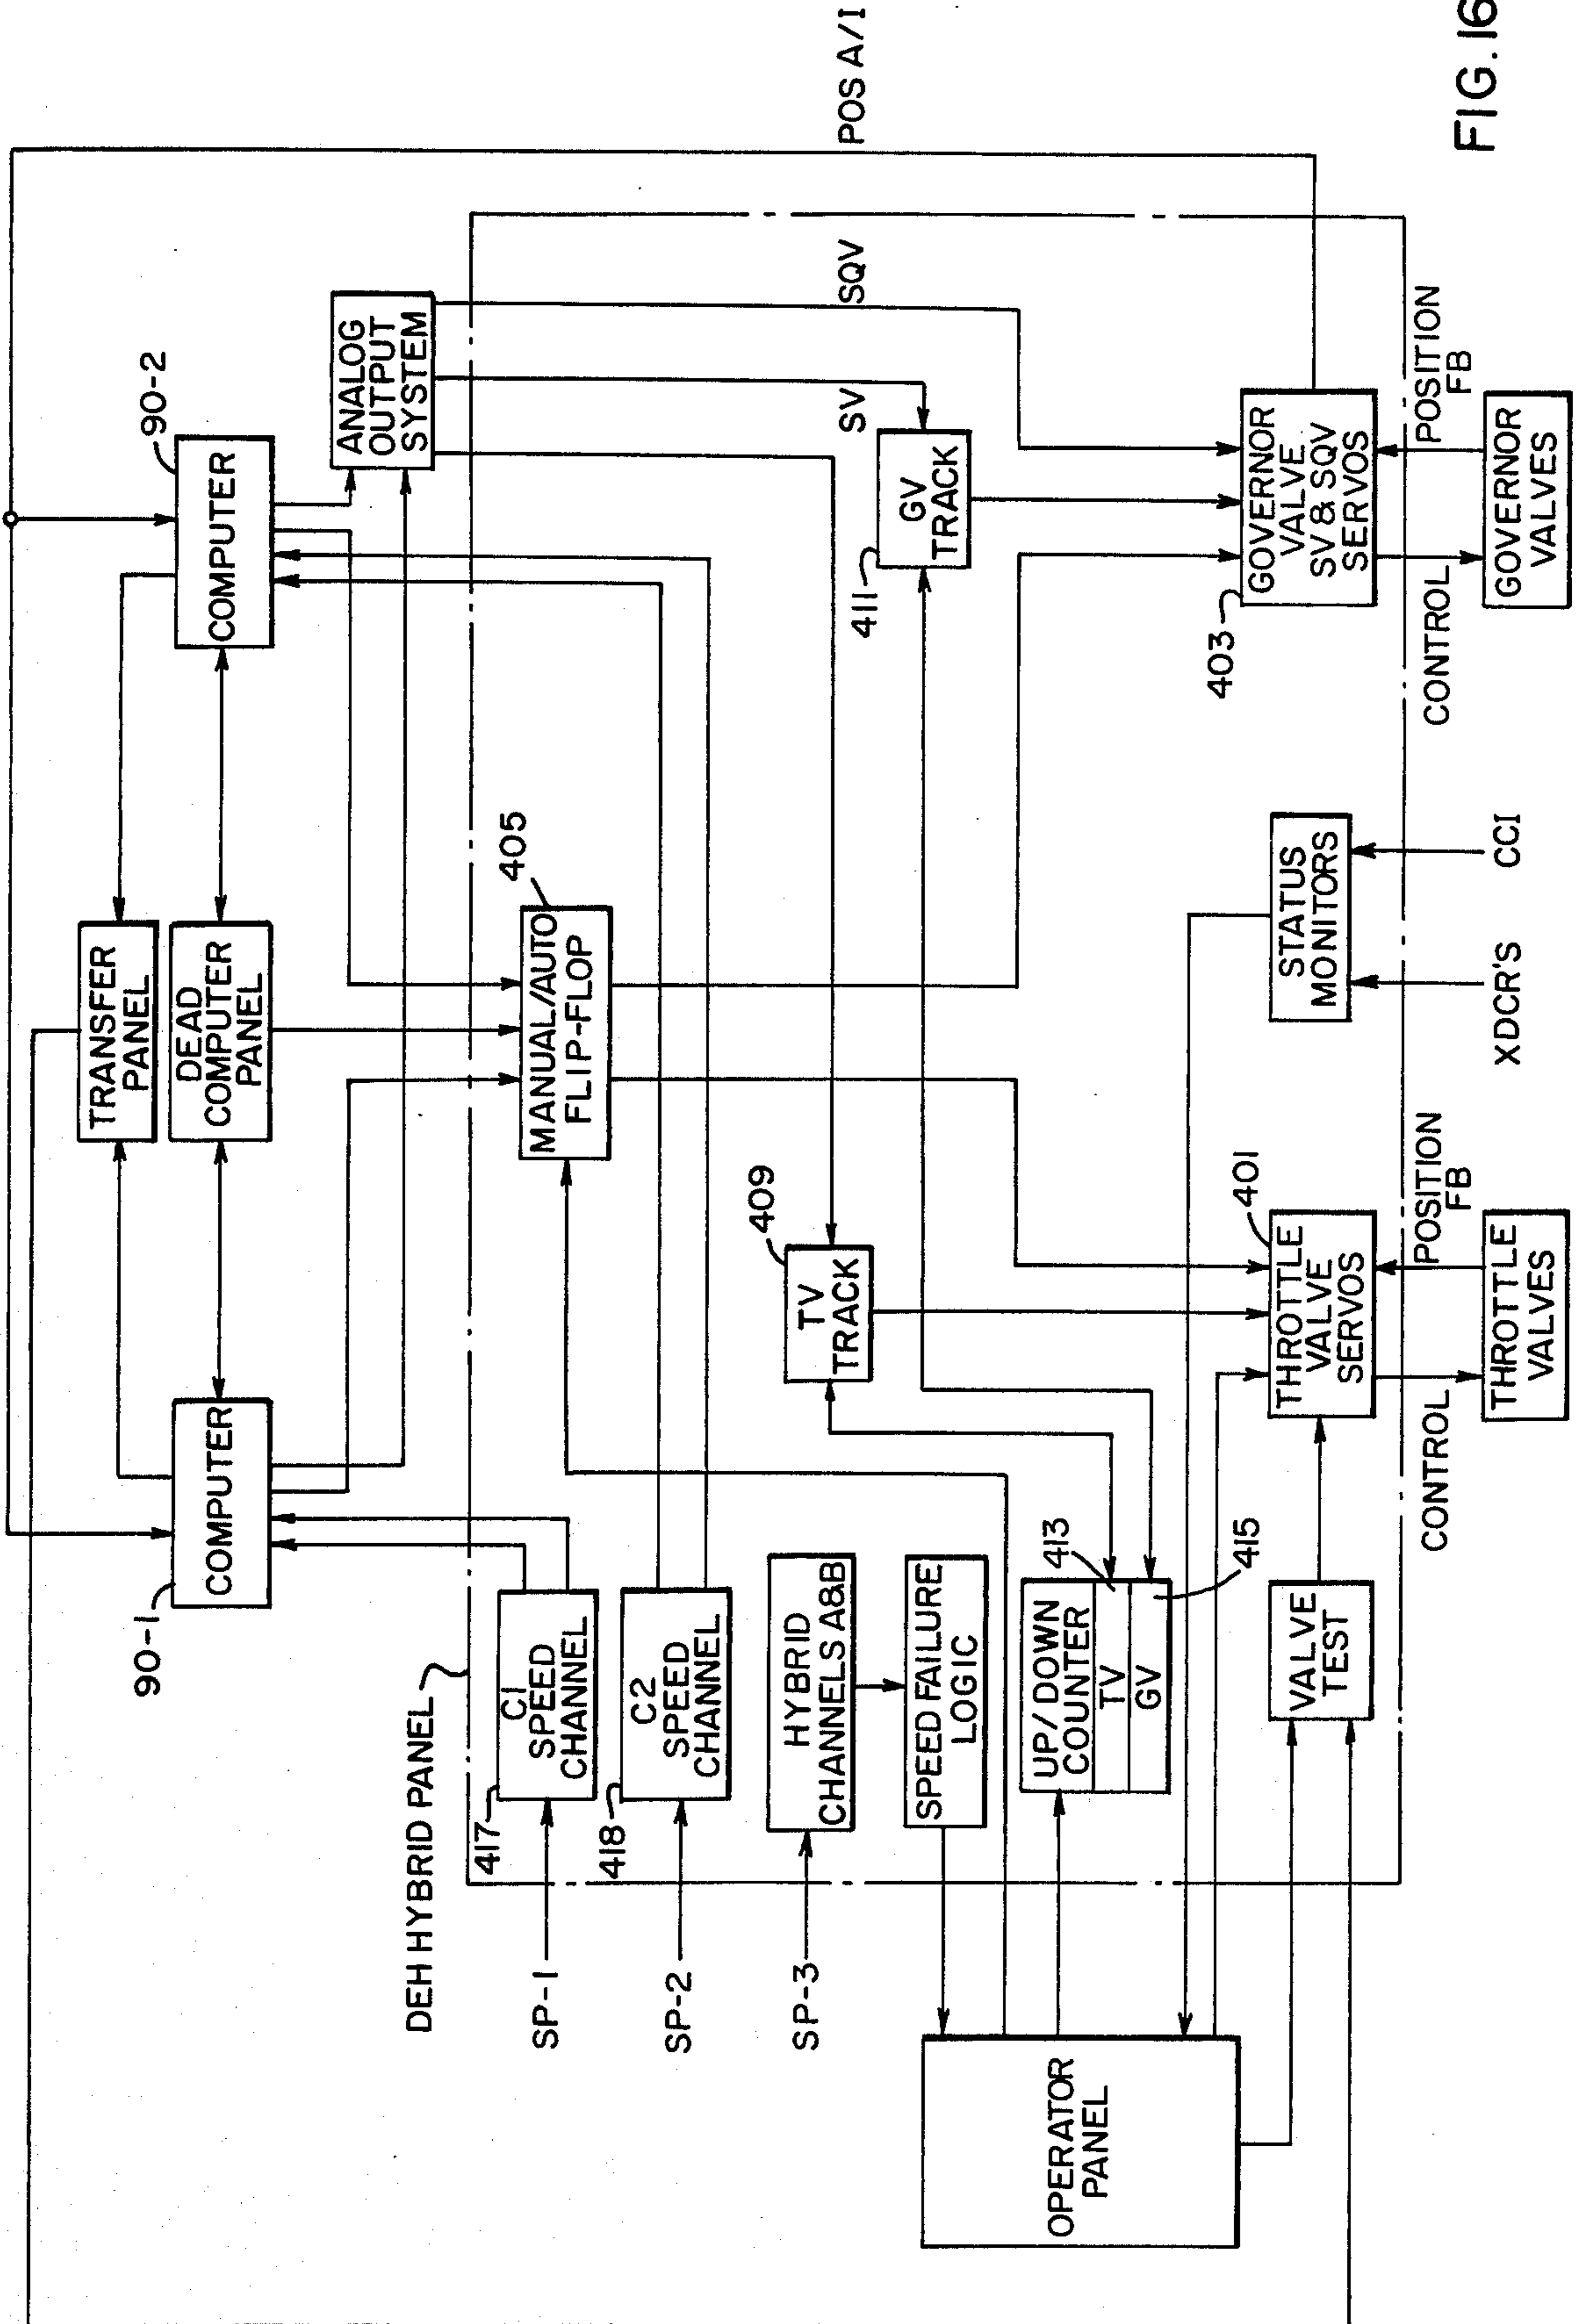 TRANSFER
PANEL
90-1
COMPUTER
DEAD
COMPUTER
PANEL
90-2
COMPUTER
ANALOG
OUTPUT
SYSTEM
DEH HYBRID PANEL
SP-1
417
C1
SPEED
CHANNEL
405
MANUAL/AUTO
FLIP-FLOP
SP-2
418
C2
SPEED
CHANNEL
SP-3
HYBRID
CHANNELS A&B
409
TV
TRACK
SV
SQV
POS A/I
SPEED FAILURE
LOGIC
411
GV
TRACK
OPERATOR
PANEL
UP/DOWN
COUNTER
TV
GV
413
415
VALVE
TEST
401
THROTTLE
VALVE
SERVOS
STATUS
MONITORS
403
GOVERNOR
VALVE
SV & SQV
SERVOS
CONTROL
POSITION
FB
XDCR'S
CCI
CONTROL
POSITION
FB
THROTTLE
VALVES
GOVERNOR
VALVES
FIG.16